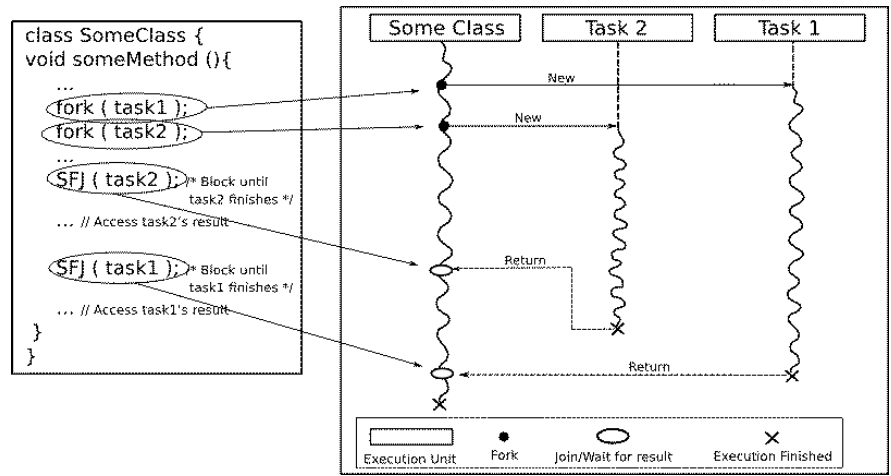 class SomeClass {
void someMethod (){
...
fork ( task1 );
fork ( task2 );
...
SFJ ( task2 ); /* Block until
task2 finishes */
... // Access task2's result
SFJ ( task1 ); /* Block until
task1 finishes */
... // Access task1's result
}
}
Some Class
Task 2
Task 1
New
New
Return
Return
Execution Unit
Fork
Join/Wait for result
Execution Finished